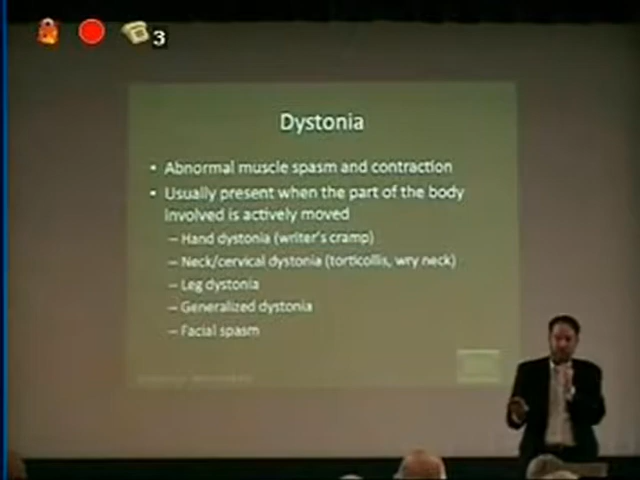 3
Dystonia
• Abnormal muscle spasm and contraction
• Usually present when the part of the body
involved is actively moved
– Hand dystonia (writer's cramp)
– Neck/cervical dystonia (torticollis, wry neck)
– Leg dystonia
– Generalized dystonia
– Facial spasm